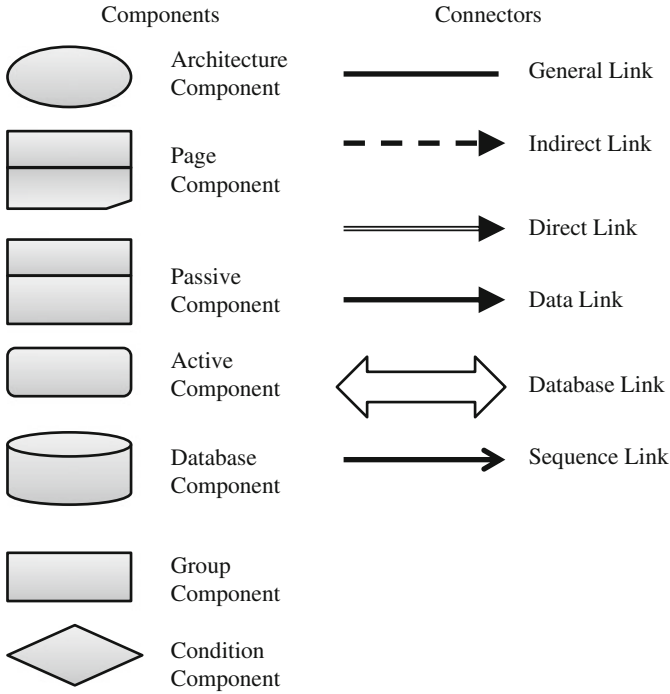 Components
Connectors
Architecture
Component
General Link
Page
Component
Indirect Link
Direct Link
Passive
Component
Data Link
Active
Component
Database Link
Database
Component
Sequence Link
Group
Component
Condition
Component